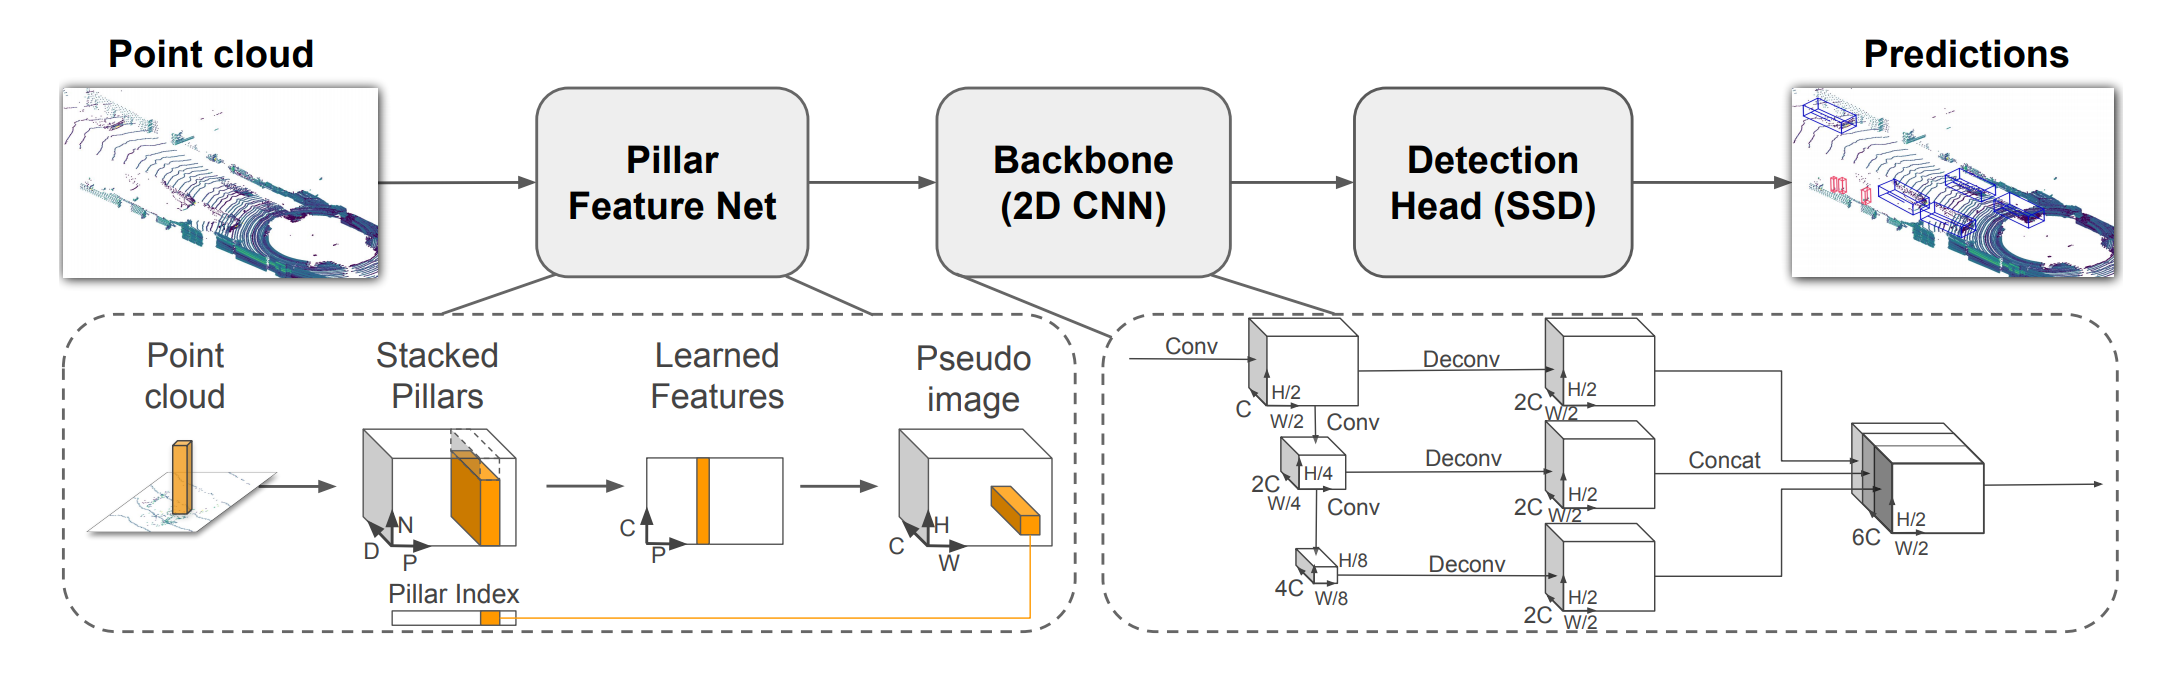 Point cloud
Predictions
Pillar
Feature Net
Backbone
(2D CNN)
Detection
Head (SSD)
Point
cloud
Stacked
Pillars
Learned
Features
Pseudo
image
N
D
P
C
P
H
C
W
Pillar Index
Conv
H/2
C
W/2
Conv
Deconv
H/2
2C
W/2
H/4
2C
W/4
Conv
Deconv
H/2
2C
W/2
H/8
4C
W/8
Deconv
H/2
2C
W/2
Concat
H/2
6C
W/2